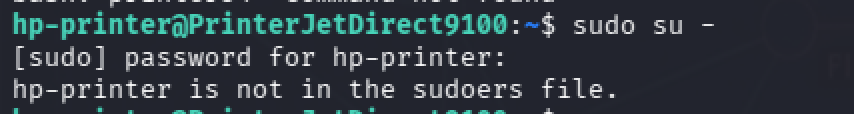 hp-printer@PrinterJetDirect9100:~$ sudo su -
[sudo] password for hp-printer:
hp-printer is not in the sudoers file.